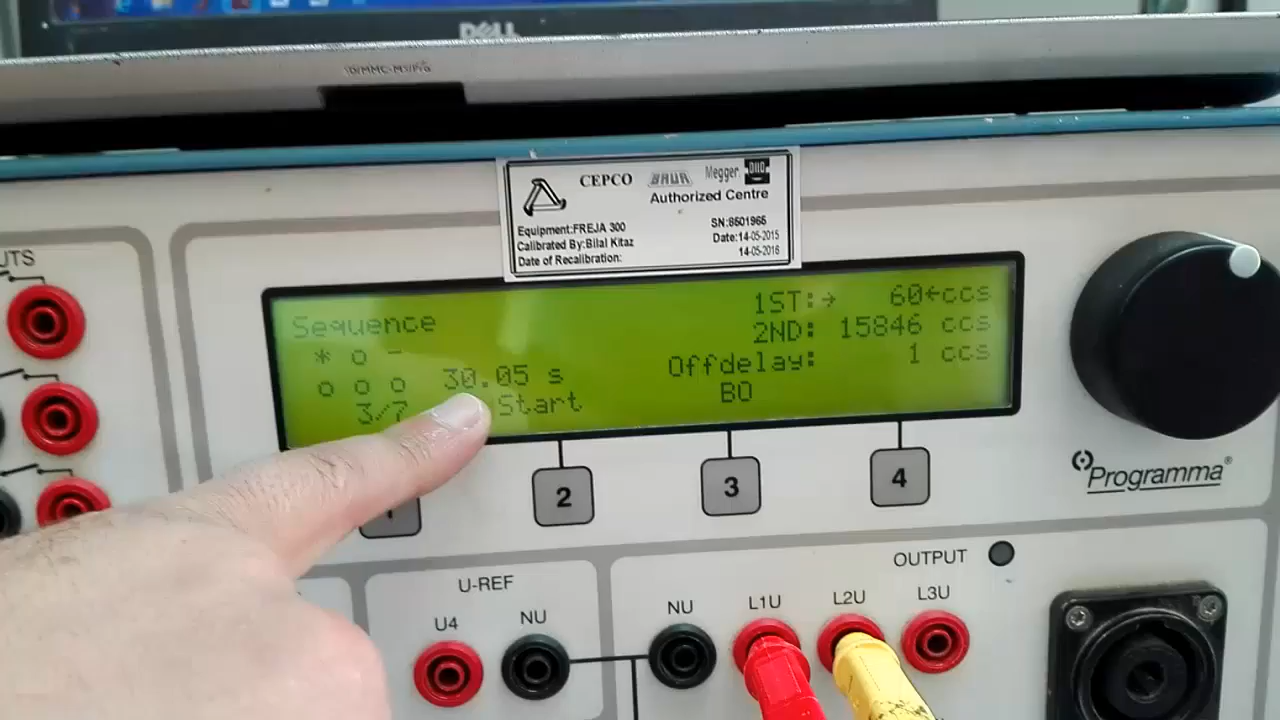 DELL
CEPCO BAUR Megger
Authorized Centre
Equipment:FREJA 300 SN:8601966
Calibrated By:Bilal Kitaz Date:14-05-2015
Date of Recalibration: 14-05-2016
UTS
Sequence 1ST:→ 60←ccs
* o - 2ND: 15846 ccs
o o o 30.05 s Offdelay: 1 ccs
3/7 Start BO
1
2
3
4
Programma®
OUTPUT
U-REF
U4 NU NU L1U L2U L3U